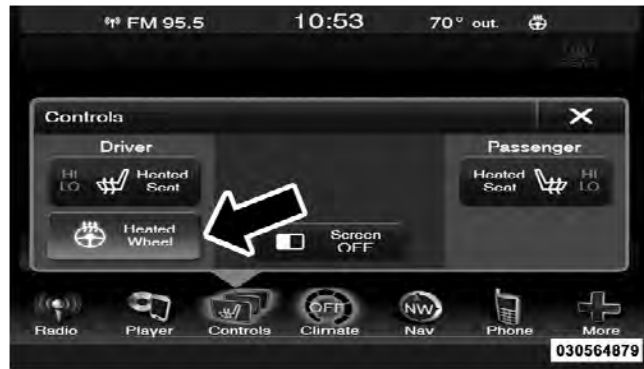 FM 95.5 10:53 70° out.
Controls
Driver Passenger
HI Heated Heated HI
LO Seat Seat LO
Heated
Wheel
Screen
OFF
OFF NW
Radio Player Controls Climate Nav Phone More
030564879